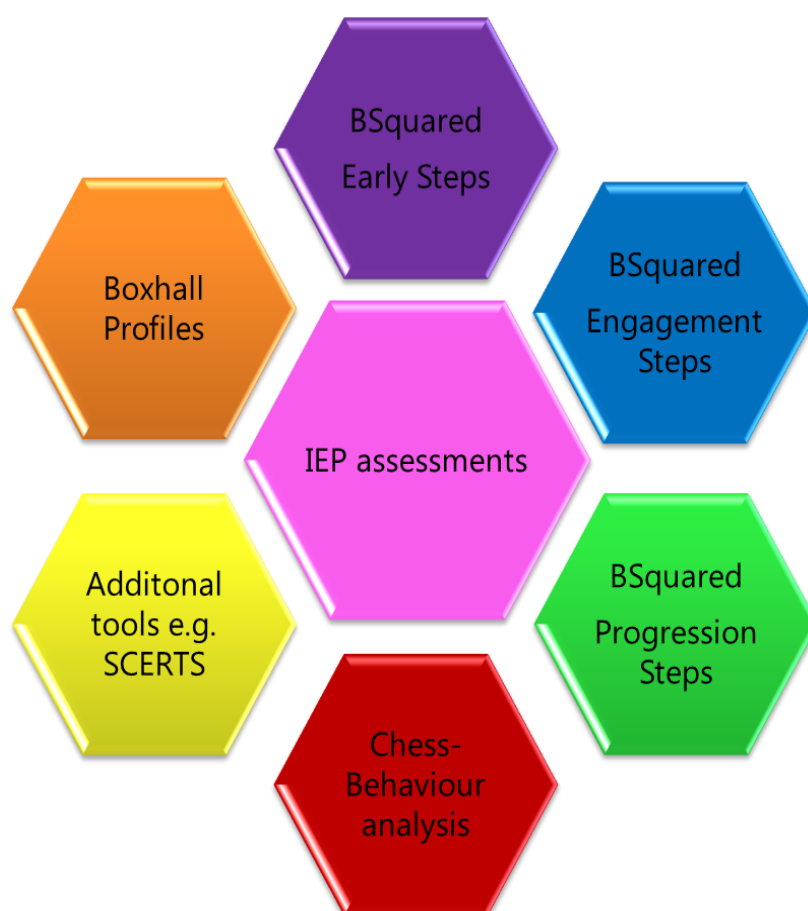 BSquared
Early Steps
BSquared
Engagement
Steps
Boxhall
Profiles
IEP assessments
Additonal
tools e.g.
SCERTS
BSquared
Progression
Steps
Chess-
Behaviour
analysis